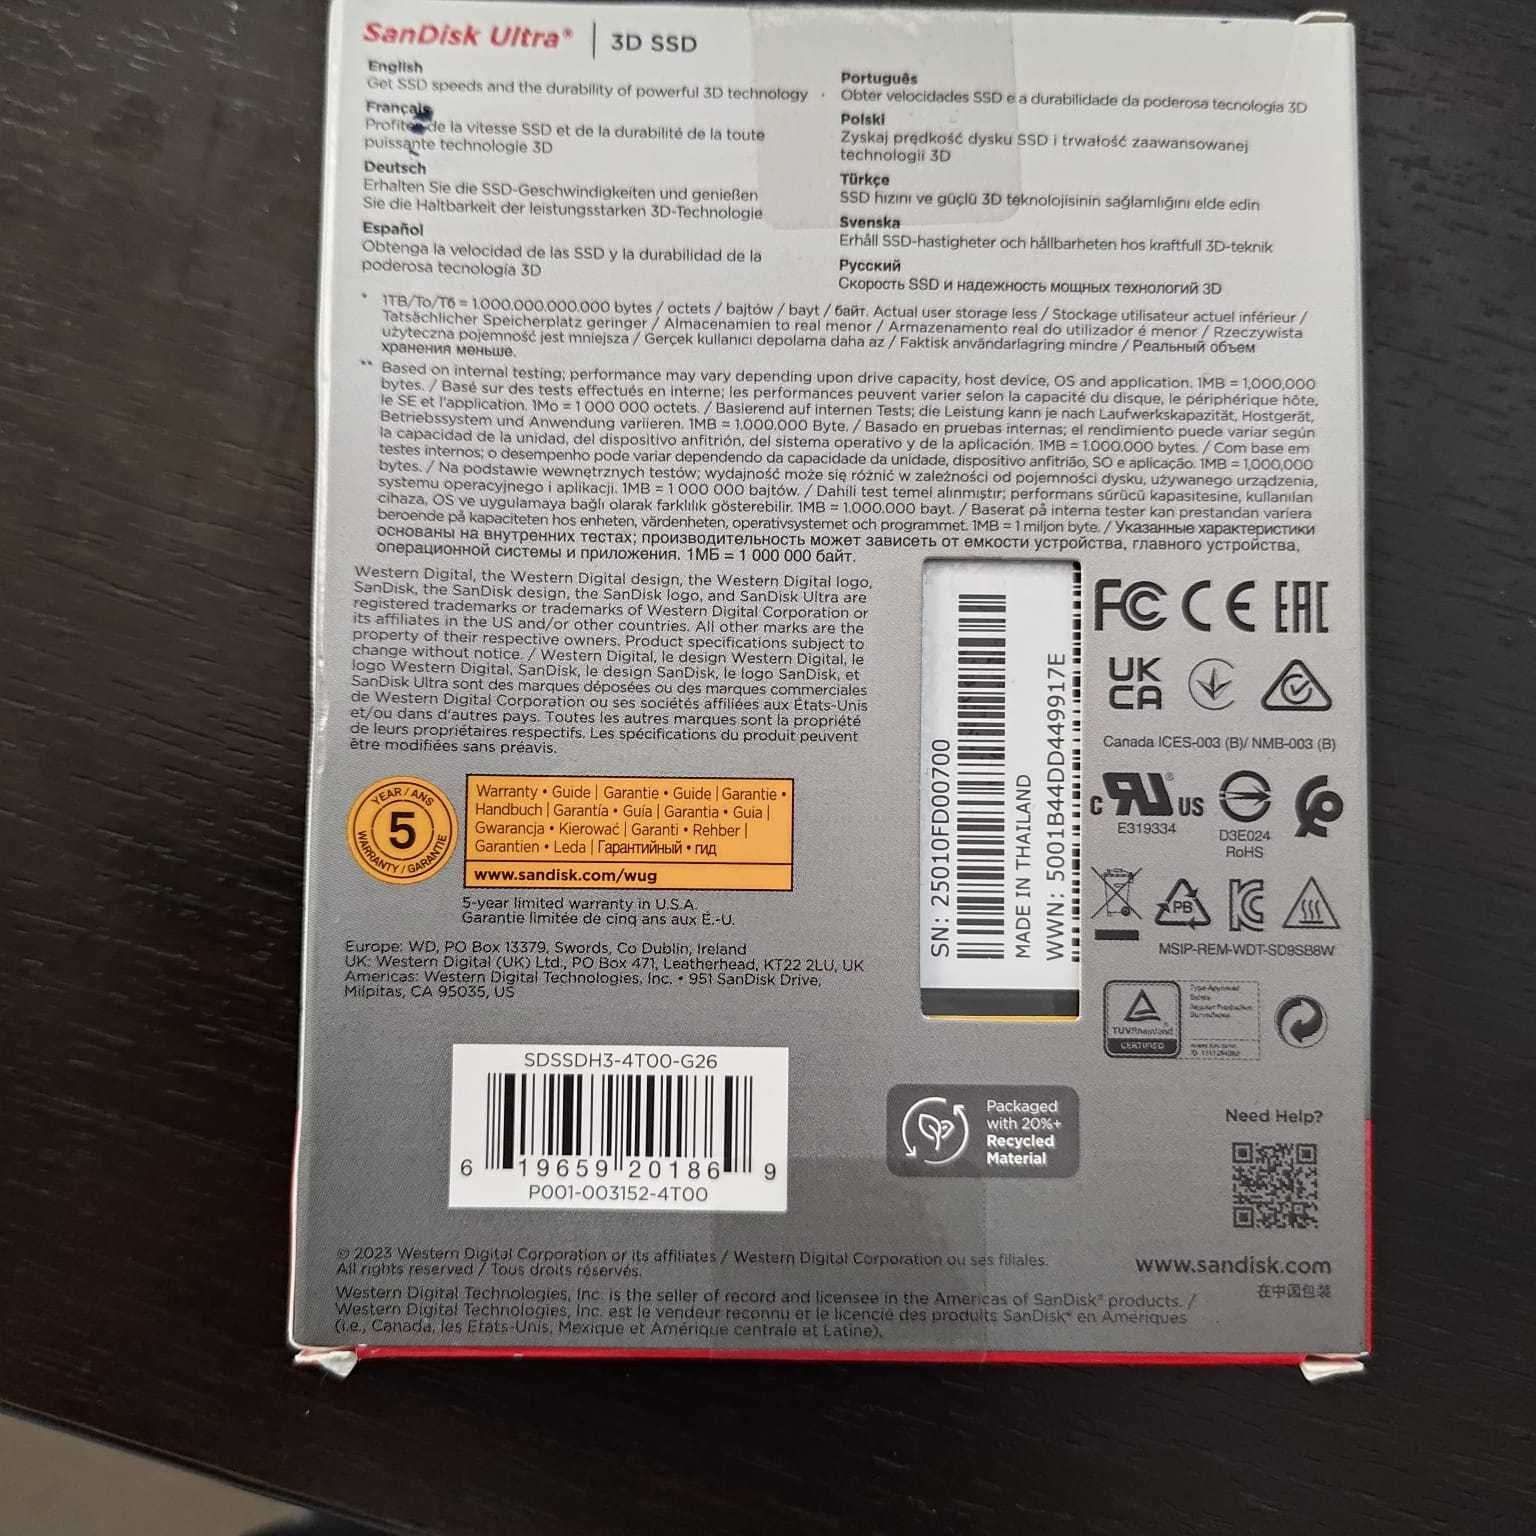 SanDisk Ultra® | 3D SSD
English
Get SSD speeds and the durability of powerful 3D technology
Français
Profitez de la vitesse SSD et de la durabilité de la toute
puissante technologie 3D
Deutsch
Erhalten Sie die SSD-Geschwindigkeiten und genießen
Sie die Haltbarkeit der leistungsstarken 3D-Technologie
Español
Obtenga la velocidad de las SSD y la durabilidad de la
poderosa tecnología 3D
Português
Obter velocidades SSD e a durabilidade da poderosa tecnologia 3D
Polski
Zyskaj prędkość dysku SSD i trwałość zaawansowanej
technologii 3D
Türkçe
SSD hızını ve güçlü 3D teknolojisinin sağlamlığını elde edin
Svenska
Erhåll SSD-hastigheter och hållbarheten hos kraftfull 3D-teknik
Русский
Скорость SSD и надежность мощных технологий 3D
* 1TB/To/Тб = 1.000.000.000.000 bytes / octets / bajtów / bayt / байт. Actual user storage less / Stockage utilisateur actuel inférieur /
Tatsächlicher Speicherplatz geringer / Almacenamien to real menor / Armazenamento real do utilizador é menor / Rzeczywista
użyteczna pojemność jest mniejsza / Gerçek kullanıcı depolama daha az / Faktisk användarlagring mindre / Реальный объем
хранения меньше.
** Based on internal testing; performance may vary depending upon drive capacity, host device, OS and application. 1MB = 1,000,000
bytes. / Basé sur des tests effectués en interne; les performances peuvent varier selon la capacité du disque, le périphérique hôte,
le SE et l'application. 1Mo = 1 000 000 octets. / Basierend auf internen Tests; die Leistung kann je nach Laufwerkskapazität, Hostgerät,
Betriebssystem und Anwendung variieren. 1MB = 1.000.000 Byte. / Basado en pruebas internas; el rendimiento puede variar según
la capacidad de la unidad, del dispositivo anfitrión, del sistema operativo y de la aplicación. 1MB = 1.000.000 bytes. / Com base em
testes internos; o desempenho pode variar dependendo da capacidade da unidade, dispositivo anfitrião, SO e aplicação. 1MB = 1,000,000
bytes. / Na podstawie wewnętrznych testów; wydajność może się różnić w zależności od pojemności dysku, używanego urządzenia,
systemu operacyjnego i aplikacji. 1MB = 1 000 000 bajtów. / Dahili test temel alınmıştır; performans sürücü kapasitesine, kullanılan
cihaza, OS ve uygulamaya bağlı olarak farklılık gösterebilir. 1MB = 1.000.000 bayt. / Baserat på interna tester kan prestandan variera
beroende på kapaciteten hos enheten, värdenheten, operativsystemet och programmet. 1MB = 1 miljon byte. / Указанные характеристики
основаны на внутренних тестах; производительность может зависеть от емкости устройства, главного устройства,
операционной системы и приложения. 1МБ = 1 000 000 байт.
Western Digital, the Western Digital design, the Western Digital logo,
SanDisk, the SanDisk design, the SanDisk logo, and SanDisk Ultra are
registered trademarks or trademarks of Western Digital Corporation or
its affiliates in the US and/or other countries. All other marks are the
property of their respective owners. Product specifications subject to
change without notice. / Western Digital, le design Western Digital, le
logo Western Digital, SanDisk, le design SanDisk, le logo SanDisk, et
SanDisk Ultra sont des marques déposées ou des marques commerciales
de Western Digital Corporation ou ses sociétés affiliées aux États-Unis
et/ou dans d'autres pays. Toutes les autres marques sont la propriété
de leurs propriétaires respectifs. Les spécifications du produit peuvent
être modifiées sans préavis.
SN: 25010FD00700
MADE IN THAILAND
WWN: 5001B44DD449917E
FC CE EAC
UK
CA
Canada ICES-003 (B)/ NMB-003 (B)
c RU US
E319334
D3E024
RoHS
PB
MSIP-REM-WDT-SD9SB8W
TÜVRheinland
CERTIFIED
YEAR / ANS
5
WARRANTY / GARANTIE
Warranty • Guide | Garantie • Guide | Garantie •
Handbuch | Garantía • Guía | Garantia • Guia |
Gwarancja • Kierować | Garanti • Rehber |
Garantien • Leda | Гарантийный • гид
www.sandisk.com/wug
5-year limited warranty in U.S.A.
Garantie limitée de cinq ans aux É.-U.
Europe: WD, PO Box 13379, Swords, Co Dublin, Ireland
UK: Western Digital (UK) Ltd., PO Box 471, Leatherhead, KT22 2LU, UK
Americas: Western Digital Technologies, Inc. • 951 SanDisk Drive,
Milpitas, CA 95035, US
SDSSDH3-4T00-G26
6 19659 20186 9
P001-003152-4T00
Packaged
with 20%+
Recycled
Material
Need Help?
www.sandisk.com
在中国包装
© 2023 Western Digital Corporation or its affiliates / Western Digital Corporation ou ses filiales.
All rights reserved / Tous droits réservés.
Western Digital Technologies, Inc. is the seller of record and licensee in the Americas of SanDisk® products. /
Western Digital Technologies, Inc. est le vendeur reconnu et le licencié des produits SanDisk® en Amériques
(i.e., Canada, les États-Unis, Mexique et Amérique centrale et Latine).